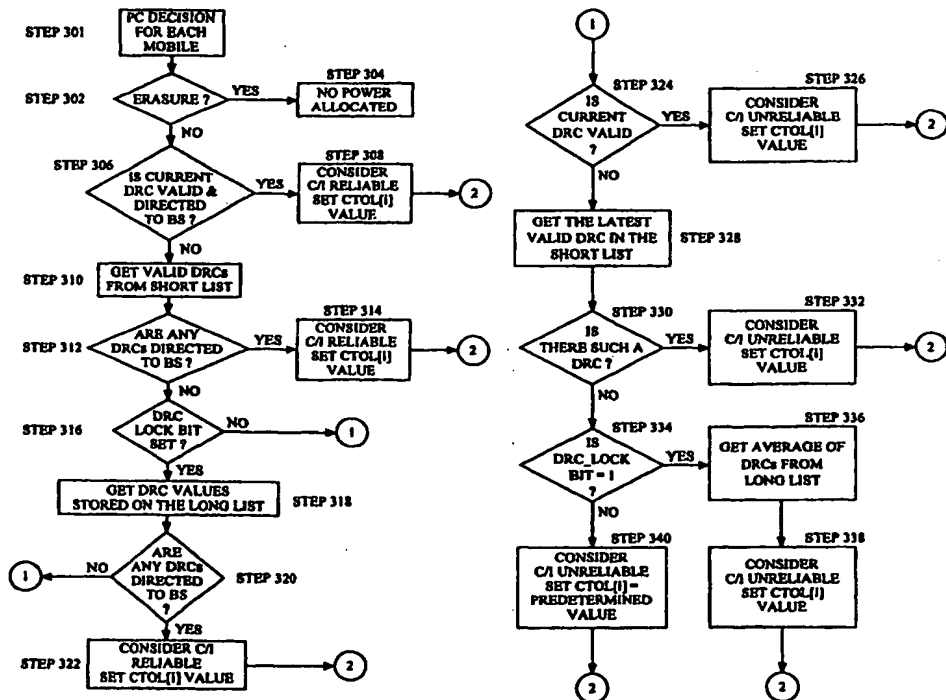 STEP 301
PC DECISION
FOR EACH
MOBILE
STEP 302
ERASURE ?
YES
STEP 304
NO POWER
ALLOCATED
NO
STEP 306
IS CURRENT
DRC VALID &
DIRECTED
TO BS ?
YES
STEP 308
CONSIDER
C/I RELIABLE
SET CTOL[i]
VALUE
2
NO
STEP 310
GET VALID DRCs
FROM SHORT LIST
STEP 312
ARE ANY
DRCs DIRECTED
TO BS ?
YES
STEP 314
CONSIDER
C/I RELIABLE
SET CTOL[i]
VALUE
2
NO
STEP 316
DRC
LOCK BIT
SET ?
NO
1
YES
GET DRC VALUES
STORED ON THE LONG LIST
STEP 318
ARE
ANY DRCs
DIRECTED
TO BS
?
STEP 320
NO
1
YES
STEP 322
CONSIDER C/I
RELIABLE
SET CTOL[i] VALUE
2
1
STEP 324
IS
CURRENT
DRC VALID
?
YES
STEP 326
CONSIDER
C/I UNRELIABLE
SET CTOL[i]
VALUE
2
NO
GET THE LATEST
VALID DRC IN THE
SHORT LIST
STEP 328
STEP 330
IS
THERE SUCH A
DRC ?
YES
STEP 332
CONSIDER
C/I UNRELIABLE
SET CTOL[i]
VALUE
2
NO
STEP 334
IS
DRC_LOCK
BIT = 1
?
YES
STEP 336
GET AVERAGE OF
DRCs FROM
LONG LIST
NO
STEP 340
CONSIDER
C/I UNRELIABLE
SET CTOL[i] =
PREDETERMINED
VALUE
2
STEP 338
CONSIDER
C/I UNRELIABLE
SET CTOL[i]
VALUE
2